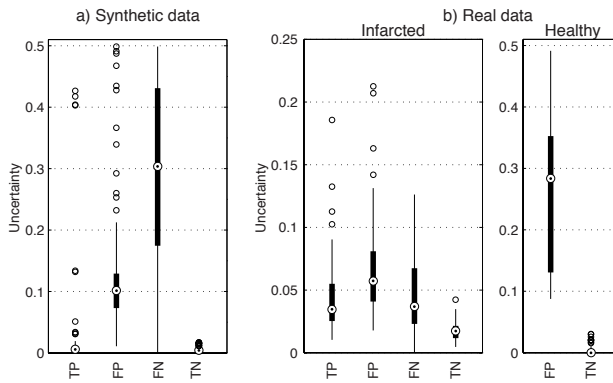 a) Synthetic data
b) Real data
Infarcted
Healthy
Uncertainty
0.5
0.4
0.3
0.2
0.1
0
TP
FP
FN
TN
Uncertainty
0.25
0.2
0.15
0.1
0.05
0
TP
FP
FN
TN
0.5
0.4
0.3
0.2
0.1
0
FP
TN